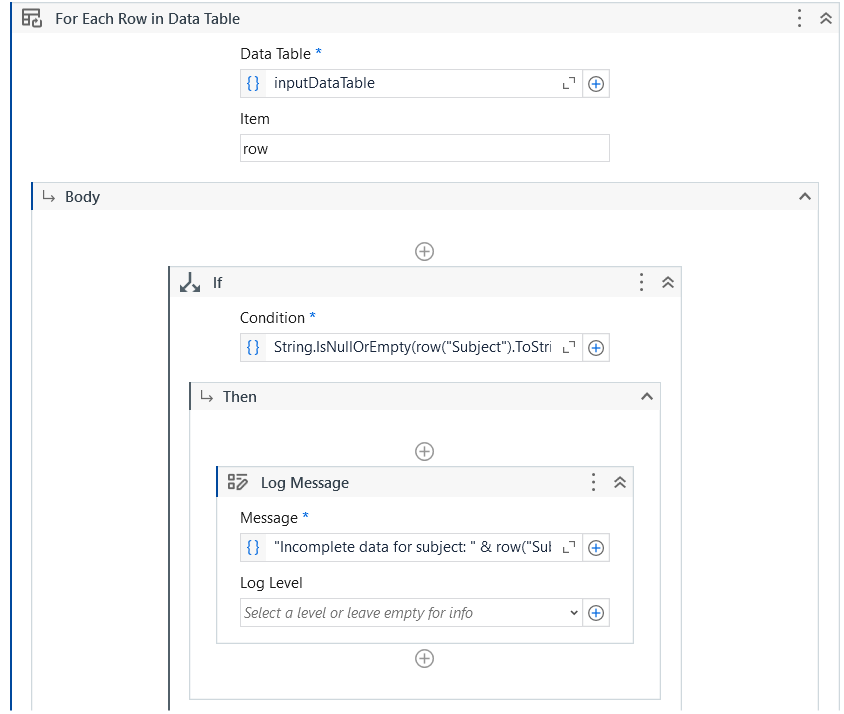 For Each Row in Data Table
Data Table *
{} inputDataTable
Item
row
Body
If
Condition *
{} String.IsNullOrEmpty(row("Subject").ToStri
Then
Log Message
Message *
{} "Incomplete data for subject: " & row("Sub
Log Level
Select a level or leave empty for info